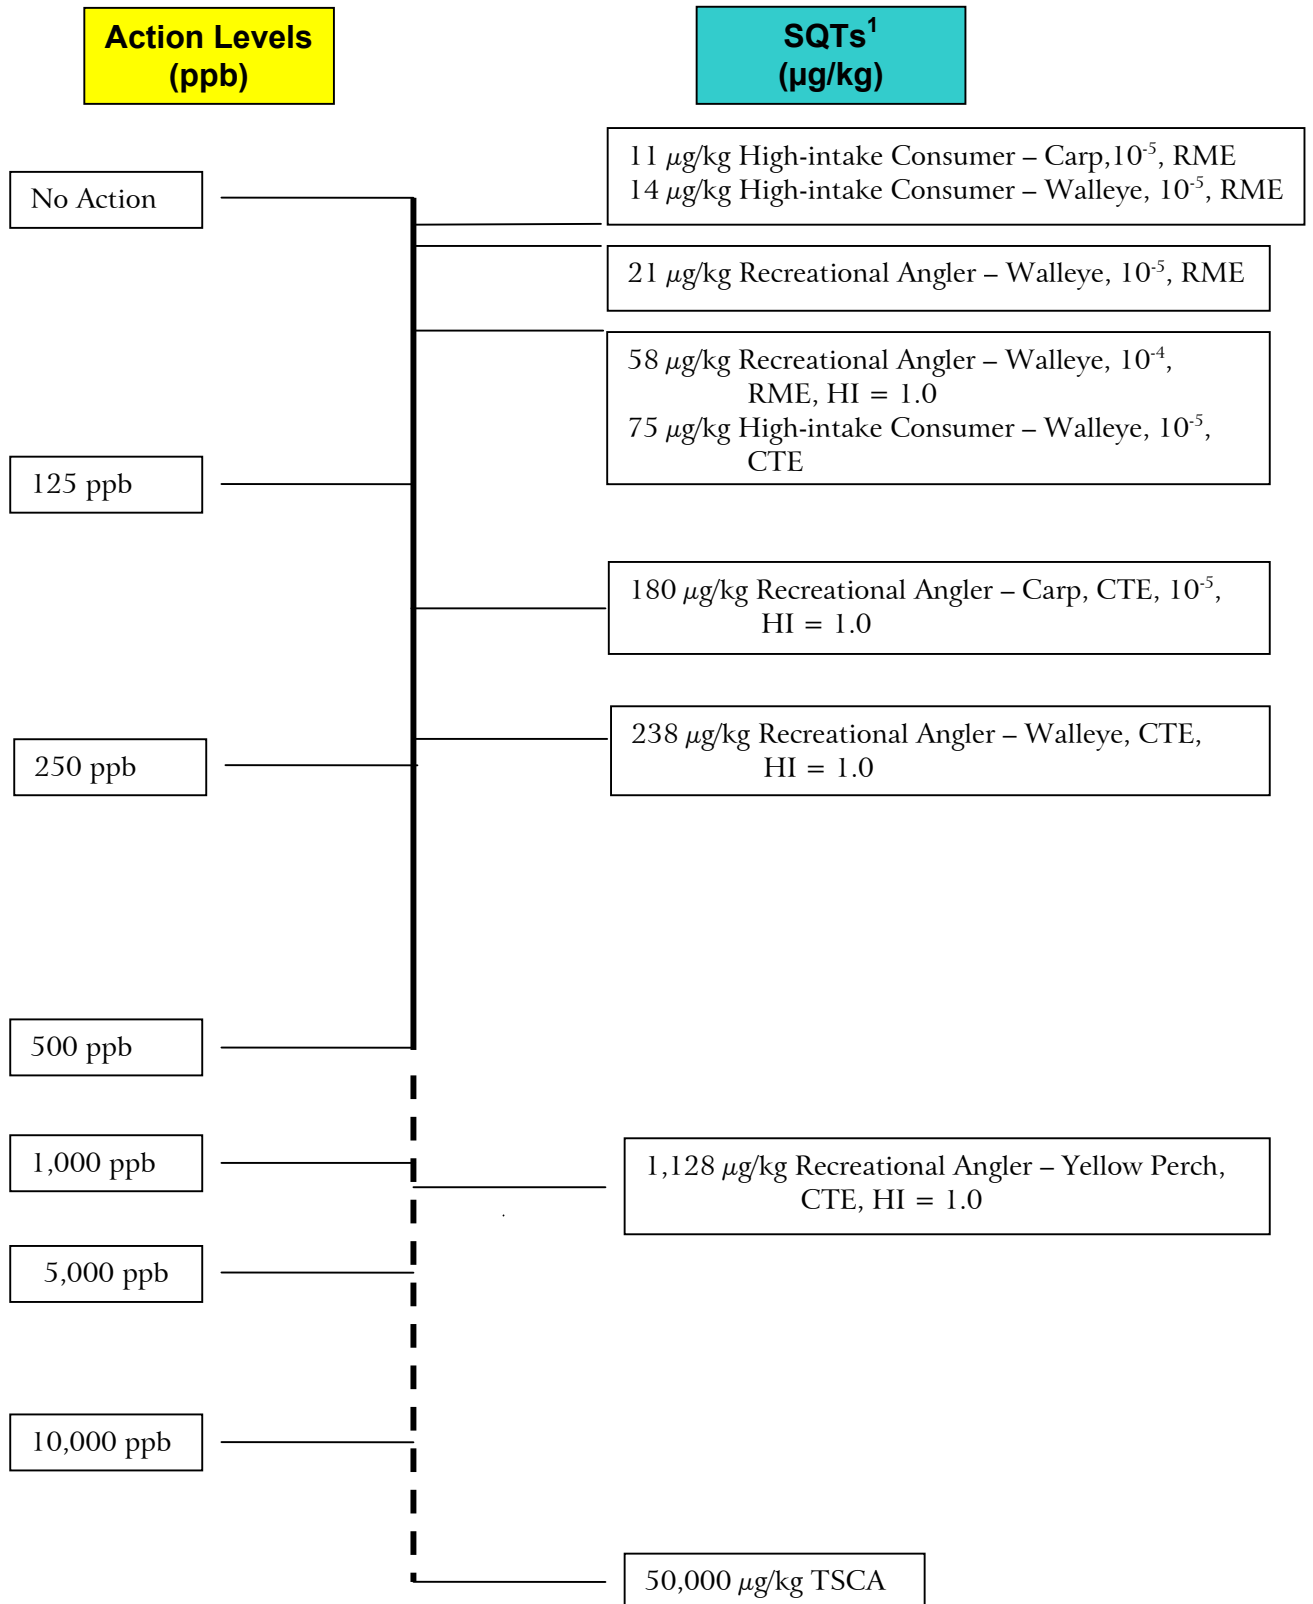 Action Levels
(ppb)
SQTs¹
(µg/kg)
11 µg/kg High-intake Consumer – Carp,10⁻⁵, RME
14 µg/kg High-intake Consumer – Walleye, 10⁻⁵, RME
No Action
21 µg/kg Recreational Angler – Walleye, 10⁻⁵, RME
58 µg/kg Recreational Angler – Walleye, 10⁻⁴,
RME, HI = 1.0
75 µg/kg High-intake Consumer – Walleye, 10⁻⁵,
CTE
125 ppb
180 µg/kg Recreational Angler – Carp, CTE, 10⁻⁵,
HI = 1.0
238 µg/kg Recreational Angler – Walleye, CTE,
HI = 1.0
250 ppb
500 ppb
1,000 ppb
1,128 µg/kg Recreational Angler – Yellow Perch,
CTE, HI = 1.0
5,000 ppb
10,000 ppb
50,000 µg/kg TSCA